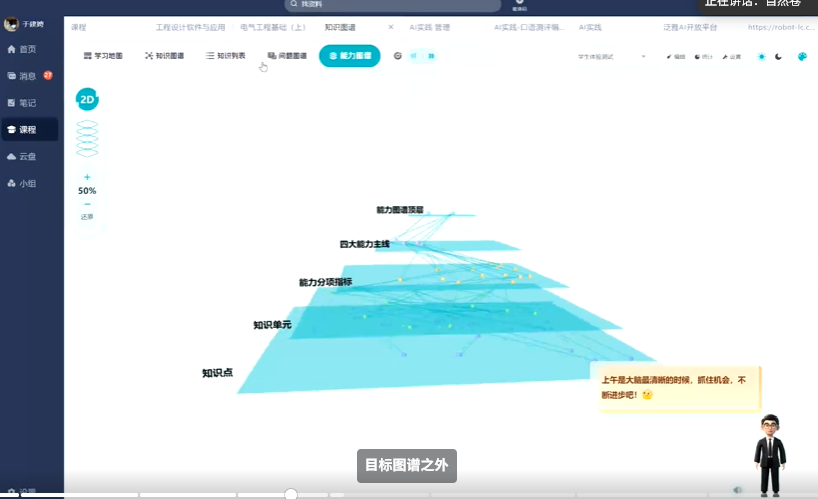 找资料
正在讲话：自然卷
于晓婷
首页
消息 27
笔记
课程
云盘
小组
设置
课程 工程设计软件与应用 电气工程基础（上） 知识图谱 × AI实践 管理 AI实践-口语测评编... AI实践 泛雅AI开放平台 https://robot-lc.c...
学习地图 知识图谱 知识列表 问题图谱 能力图谱
学生体验测试 编辑 统计 设置
2D
+
50%
−
还原
能力图谱顶层
四大能力主线
能力分项指标
知识单元
知识点
上午是大脑最清晰的时候，抓住机会，不
断进步吧！
目标图谱之外